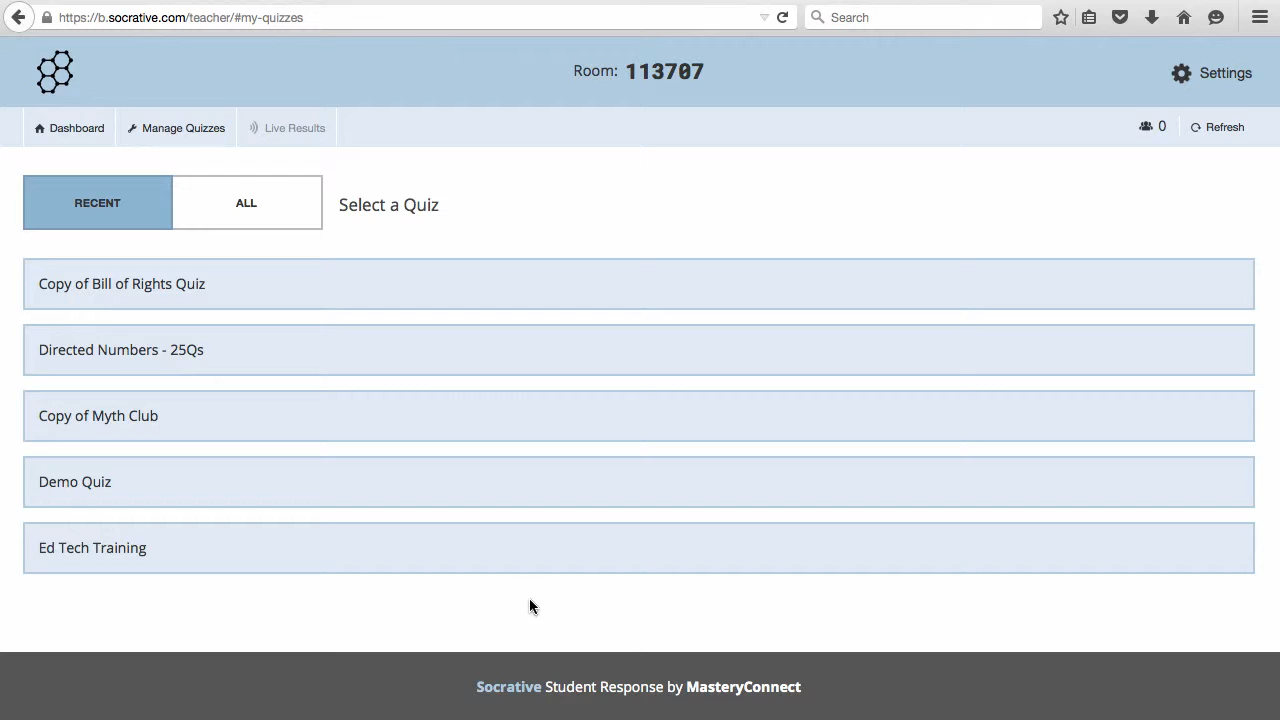 https://b.socrative.com/teacher/#my-quizzes
Search
Room: 113707
Settings
Dashboard
Manage Quizzes
Live Results
0
Refresh
RECENT
ALL
Select a Quiz
Copy of Bill of Rights Quiz
Directed Numbers - 25Qs
Copy of Myth Club
Demo Quiz
Ed Tech Training
Socrative Student Response by MasteryConnect